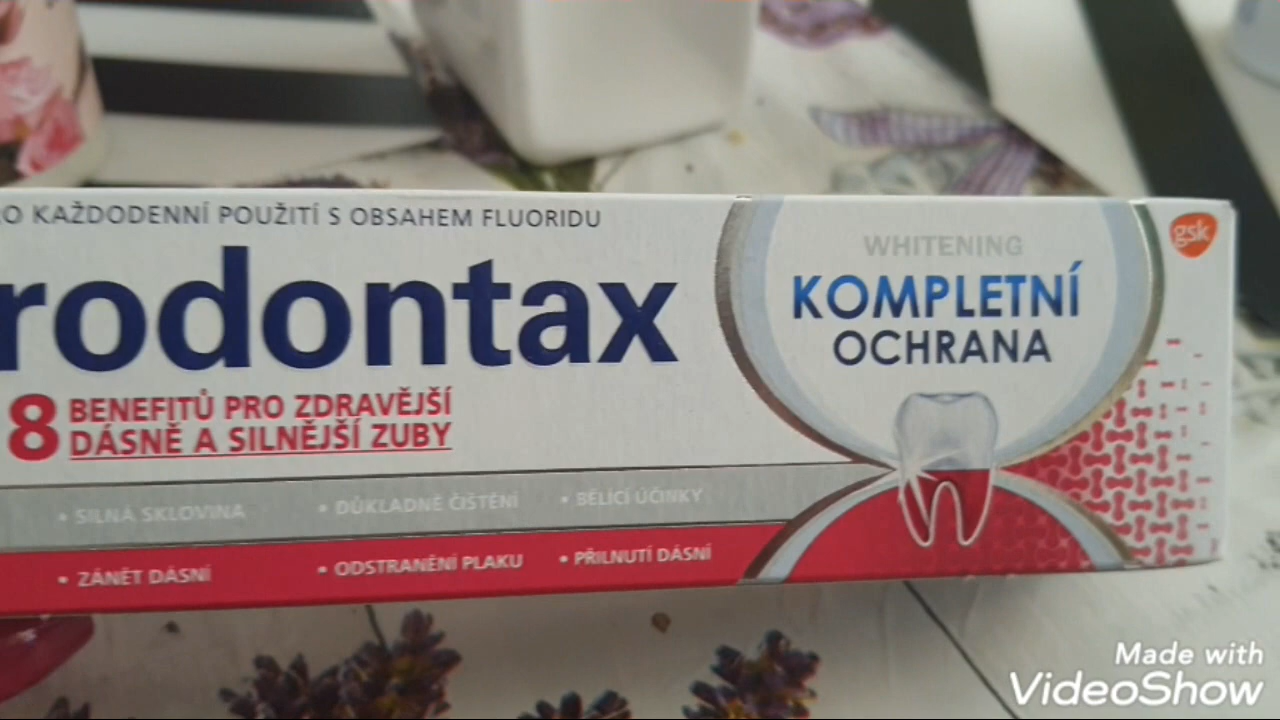 O KAŽDODENNÍ POUŽITÍ S OBSAHEM FLUORIDU
rodontax
8 BENEFITŮ PRO ZDRAVĚJŠÍ
DÁSNĚ A SILNĚJŠÍ ZUBY
• SILNÁ SKLOVINA • DŮKLADNÉ ČIŠTĚNÍ • BĚLÍCÍ ÚČINKY
• ZÁNĚT DÁSNÍ • ODSTRANĚNÍ PLAKU • PŘILNUTÍ DÁSNÍ
WHITENING
KOMPLETNÍ
OCHRANA
gsk
Made with
VideoShow